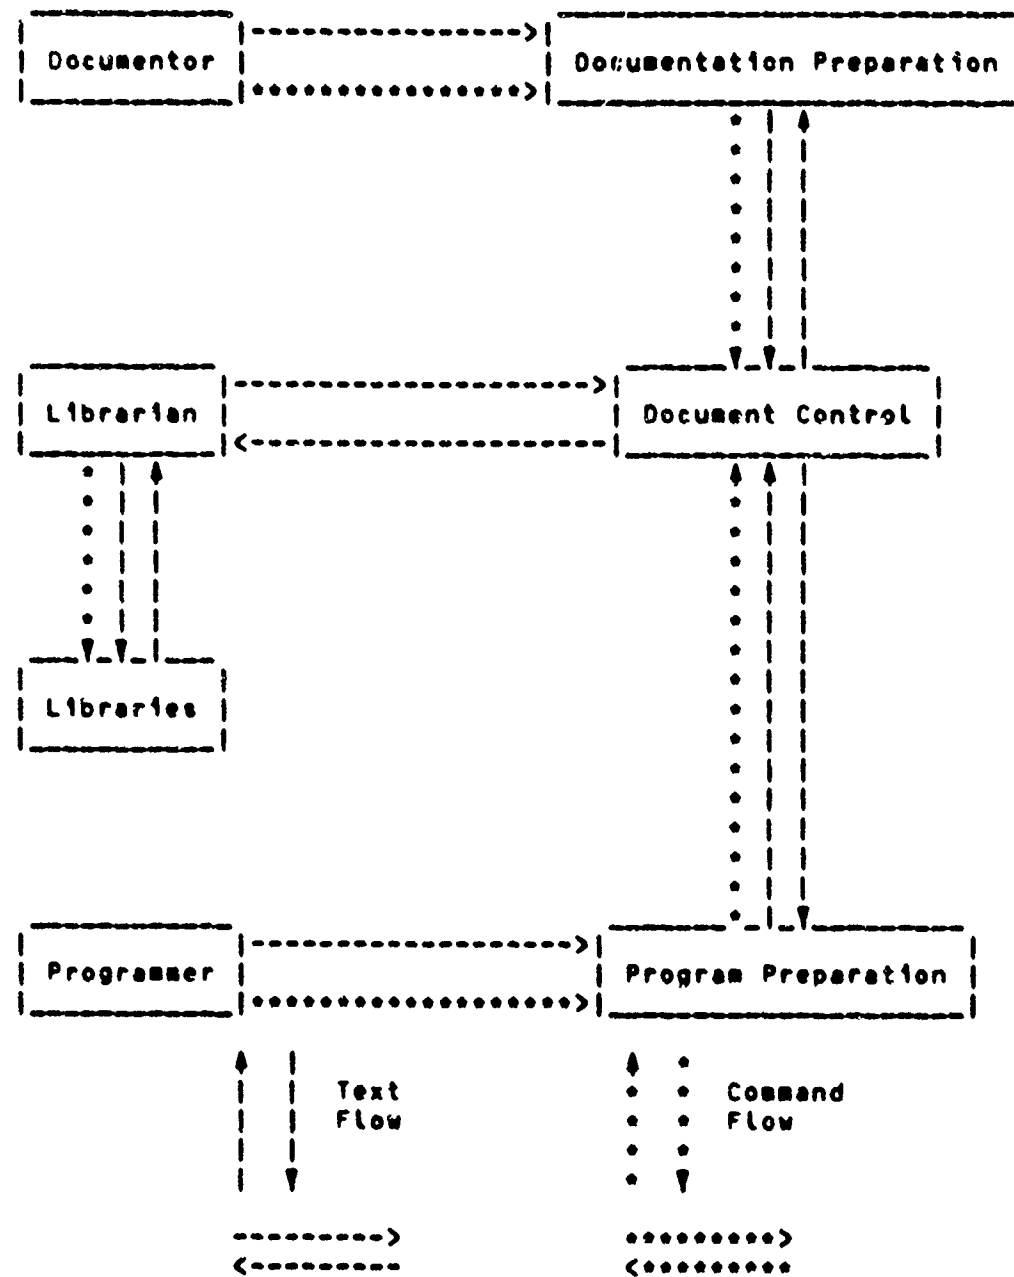 Documentor
Documentation Preparation
Librarian
Document Control
Libraries
Programmer
Program Preparation
Text
Flow
Command
Flow